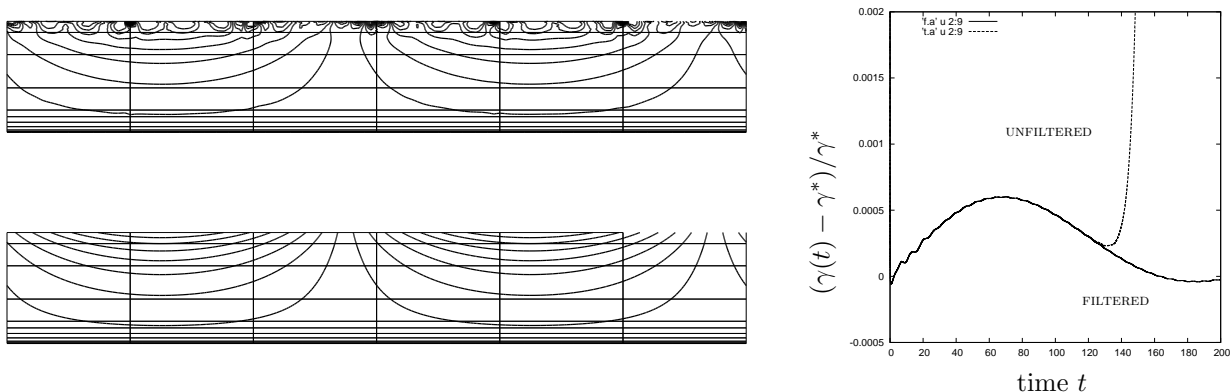 0.002
'f.a' u 2:9
't.a' u 2:9
0.0015
UNFILTERED
0.001
(γ(t) − γ*)/γ*
0.0005
0
FILTERED
-0.0005
0 20 40 60 80 100 120 140 160 180 200
time t